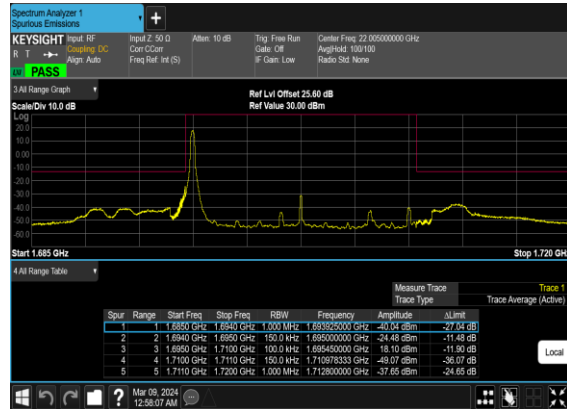 Spectrum Analyzer 1
Spurious Emissions
+
KEYSIGHT Input: RF Input Z: 50 Ω Atten: 10 dB Trig: Free Run Center Freq: 22.005000000 GHz
R T Coupling: DC Corr CCorr Gate: Off Avg|Hold: 100/100
Align: Auto Freq Ref: Int (S) IF Gain: Low Radio Std: None
PASS
3 All Range Graph
Ref Lvl Offset 25.60 dB
Scale/Div 10.0 dB Ref Value 30.00 dBm
Log
20.0
10.0
0.00
-10.0
-20.0
-30.0
-40.0
-50.0
-60.0
Start 1.685 GHz Stop 1.720 GHz
4 All Range Table
Measure Trace Trace 1
Trace Type Trace Average (Active)
Spur Range Start Freq Stop Freq RBW Frequency Amplitude ΔLimit
1 1 1.6850 GHz 1.6940 GHz 1.000 MHz 1.693925000 GHz -40.04 dBm -27.04 dB
2 2 1.6940 GHz 1.6950 GHz 150.0 kHz 1.695000000 GHz -24.48 dBm -11.48 dB
3 3 1.6950 GHz 1.7100 GHz 100.0 kHz 1.695450000 GHz 18.10 dBm -11.90 dB
4 4 1.7100 GHz 1.7110 GHz 150.0 kHz 1.710978333 GHz -49.07 dBm -36.07 dB
5 5 1.7110 GHz 1.7200 GHz 1.000 MHz 1.712800000 GHz -37.65 dBm -24.65 dB
Local
? Mar 09, 2024
12:58:07 AM